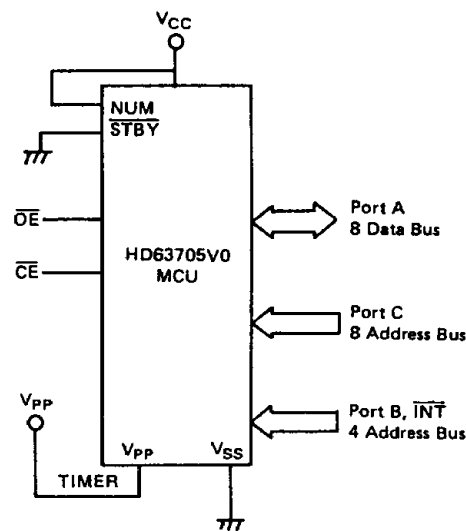 VCC
NUM
STBY
OE
CE
HD63705V0
MCU
Port A
8 Data Bus
Port C
8 Address Bus
Port B, INT
4 Address Bus
VPP
VPP
VSS
TIMER